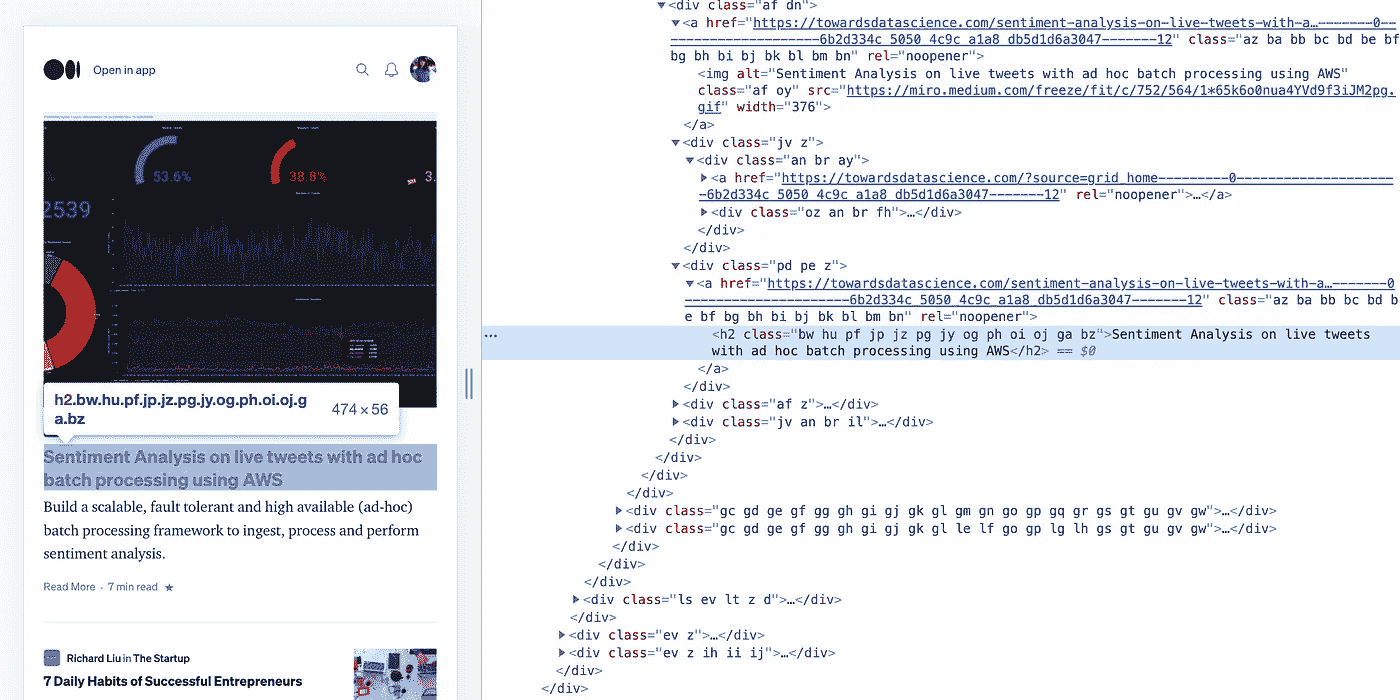 Open in app
53.6%
38.8%
3.
2539
h2.bw.hu.pf.jp.jz.pg.jy.og.ph.oi.oj.g
a.bz
474 × 56
Sentiment Analysis on live tweets with ad hoc
batch processing using AWS
Build a scalable, fault tolerant and high available (ad-hoc)
batch processing framework to ingest, process and perform
sentiment analysis.
Read More · 7 min read ★
Richard Liu in The Startup
7 Daily Habits of Successful Entrepreneurs
▼<div class="af dn">
▼<a href="https://towardsdatascience.com/sentiment-analysis-on-live-tweets-with-a…-------0--
-------------------6b2d334c_5050_4c9c_a1a8_db5d1d6a3047-------12" class="az ba bb bc bd be bf
bg bh bi bj bk bl bm bn" rel="noopener">
<img alt="Sentiment Analysis on live tweets with ad hoc batch processing using AWS"
class="af oy" src="https://miro.medium.com/freeze/fit/c/752/564/1*65k6o0nua4YVd9f3iJM2pg.
gif" width="376">
</a>
▼<div class="jv z">
▼<div class="an br ay">
▶<a href="https://towardsdatascience.com/?source=grid_home---------0-------------------
-6b2d334c_5050_4c9c_a1a8_db5d1d6a3047-------12" rel="noopener">…</a>
▶<div class="oz an br fh">…</div>
</div>
</div>
▼<div class="pd pe z">
▼<a href="https://towardsdatascience.com/sentiment-analysis-on-live-tweets-with-a…-------0
---------------------6b2d334c_5050_4c9c_a1a8_db5d1d6a3047-------12" class="az ba bb bc bd b
e bf bg bh bi bj bk bl bm bn" rel="noopener">
… <h2 class="bw hu pf jp jz pg jy og ph oi oj ga bz">Sentiment Analysis on live tweets
with ad hoc batch processing using AWS</h2> == $0
</a>
</div>
▶<div class="af z">…</div>
▶<div class="jv an br il">…</div>
</div>
</div>
</div>
</div>
▶<div class="gc gd ge gf gg gh gi gj gk gl gm gn go gp gq gr gs gt gu gv gw">…</div>
▶<div class="gc gd ge gf gg gh gi gj gk gl le lf go gp lg lh gs gt gu gv gw">…</div>
</div>
</div>
</div>
▶<div class="ls ev lt z d">…</div>
</div>
▶<div class="ev z">…</div>
▶<div class="ev z ih ii ij">…</div>
</div>
</div>